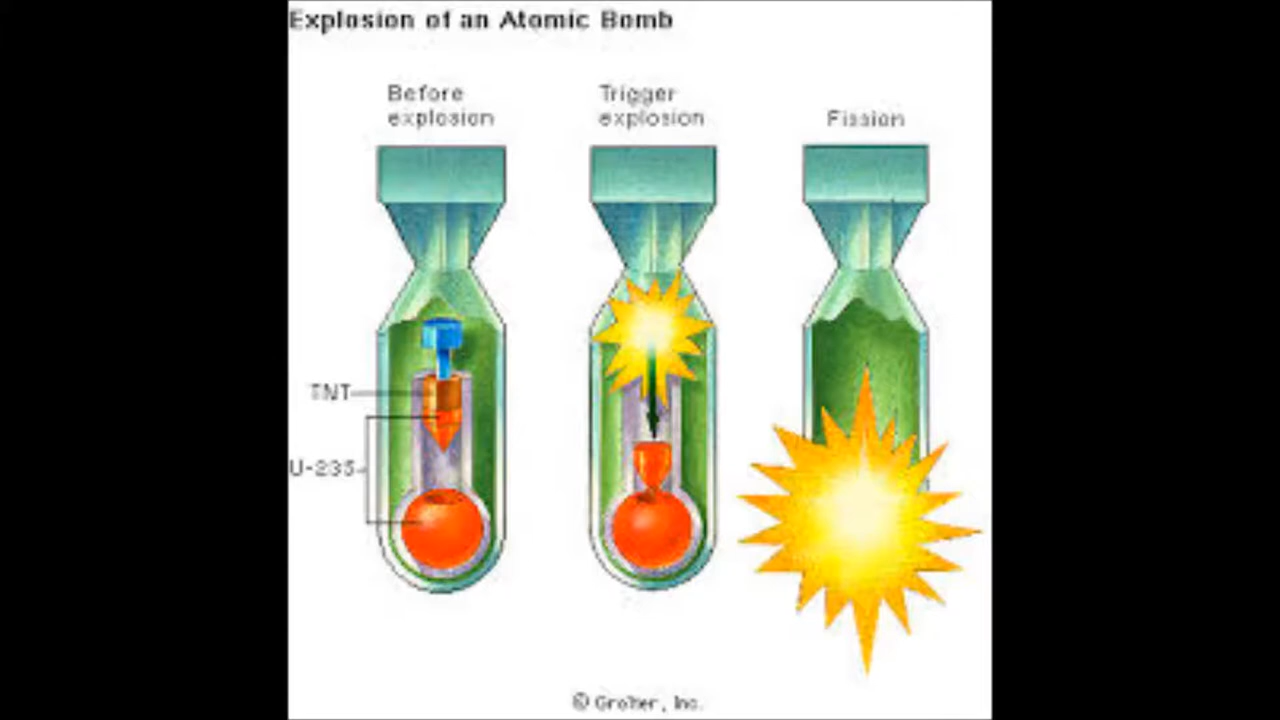 Explosion of an Atomic Bomb
Before
explosion
Trigger
explosion
Fission
TNT
U-235
© Grolier, Inc.